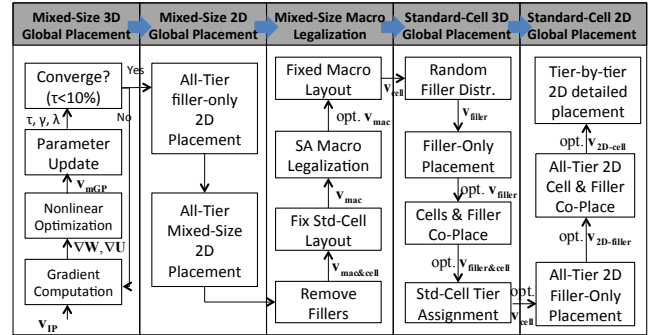 Mixed-Size 3D
Global Placement
Mixed-Size 2D
Global Placement
Mixed-Size Macro
Legalization
Standard-Cell 3D
Global Placement
Standard-Cell 2D
Global Placement
Converge?
(τ<10%)
Yes
No
τ, γ, λ
Parameter
Update
v_mGP
Nonlinear
Optimization
∇W, ∇U
Gradient
Computation
v_IP
All-Tier
filler-only
2D
Placement
All-Tier
Mixed-Size
2D
Placement
Fixed Macro
Layout
opt. v_mac
SA Macro
Legalization
v_mac
Fix Std-Cell
Layout
v_mac&cell
Remove
Fillers
v_cell
Random
Filler Distr.
v_filler
Filler-Only
Placement
opt. v_filler
Cells & Filler
Co-Place
opt. v_filler&cell
Std-Cell Tier
Assignment
opt.
v_cell
Tier-by-tier
2D detailed
placement
opt. v_2D-cell
All-Tier 2D
Cell & Filler
Co-Place
opt. v_2D-filler
All-Tier 2D
Filler-Only
Placement